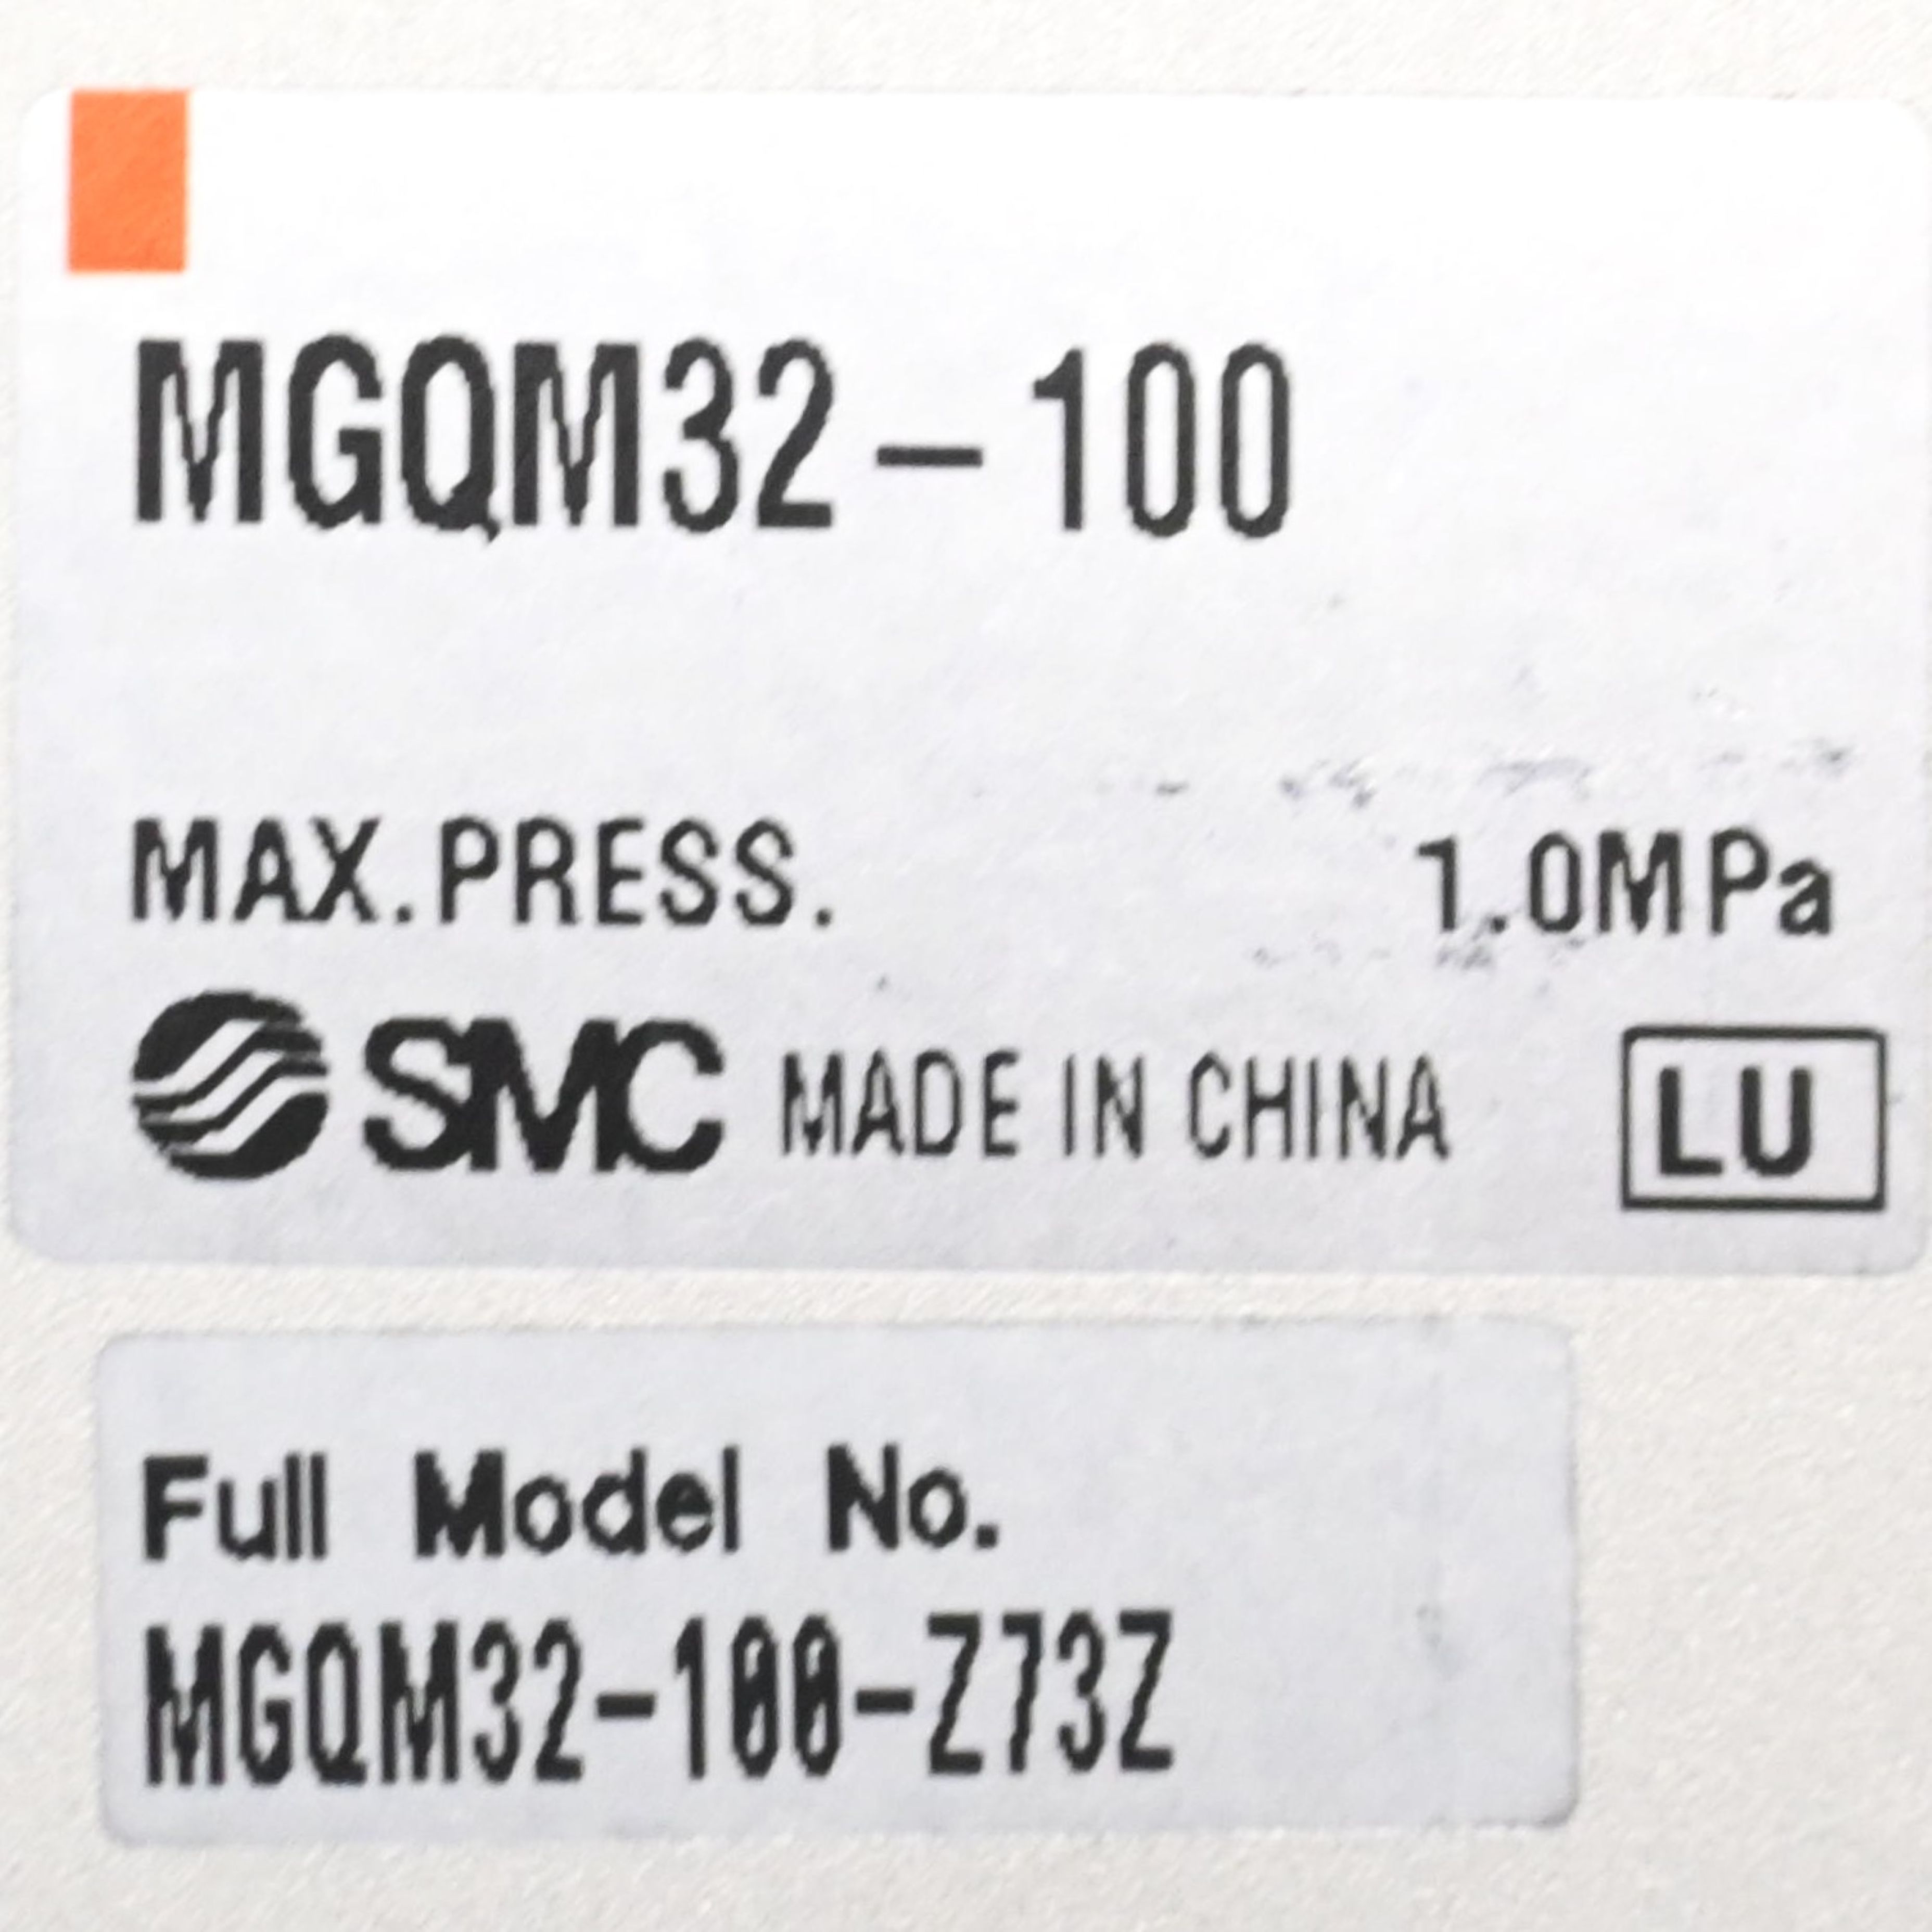 MGQM32-100
MAX.PRESS. 1.0MPa
SMC MADE IN CHINA LU
Full Model No.
MGQM32-100-Z73Z